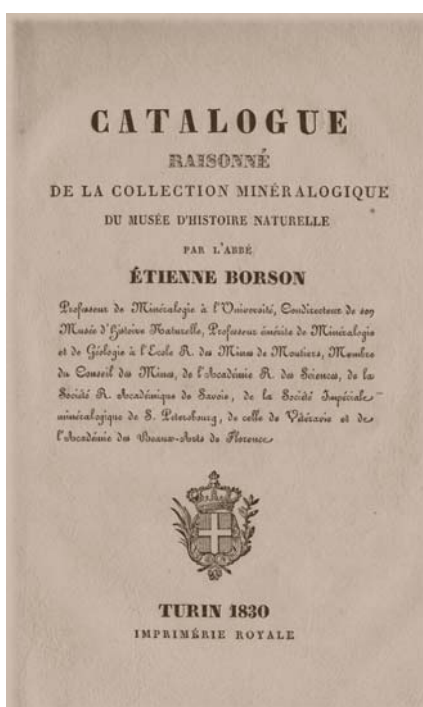 CATALOGUE
RAISONNÉ
DE LA COLLECTION MINÉRALOGIQUE
DU MUSÉE D'HISTOIRE NATURELLE
PAR L'ABBÉ
ÉTIENNE BORSON
Professeur de Minéralogie à l'Université, Condirecteur de son
Musée d'Histoire Naturelle, Professeur émérite de Minéralogie
et de Géologie à l'Ecole R. des Mines de Moutiers, Membre
du Conseil des Mines, de l'Académie R. des Sciences, de la
Société R. Académique de Savoie, de la Société Impériale
minéralogique de S. Petersbourg, de celle de Vétéravie et de
l'Académie des Beaux-Arts de Florence
TURIN 1830
IMPRIMÉRIE ROYALE